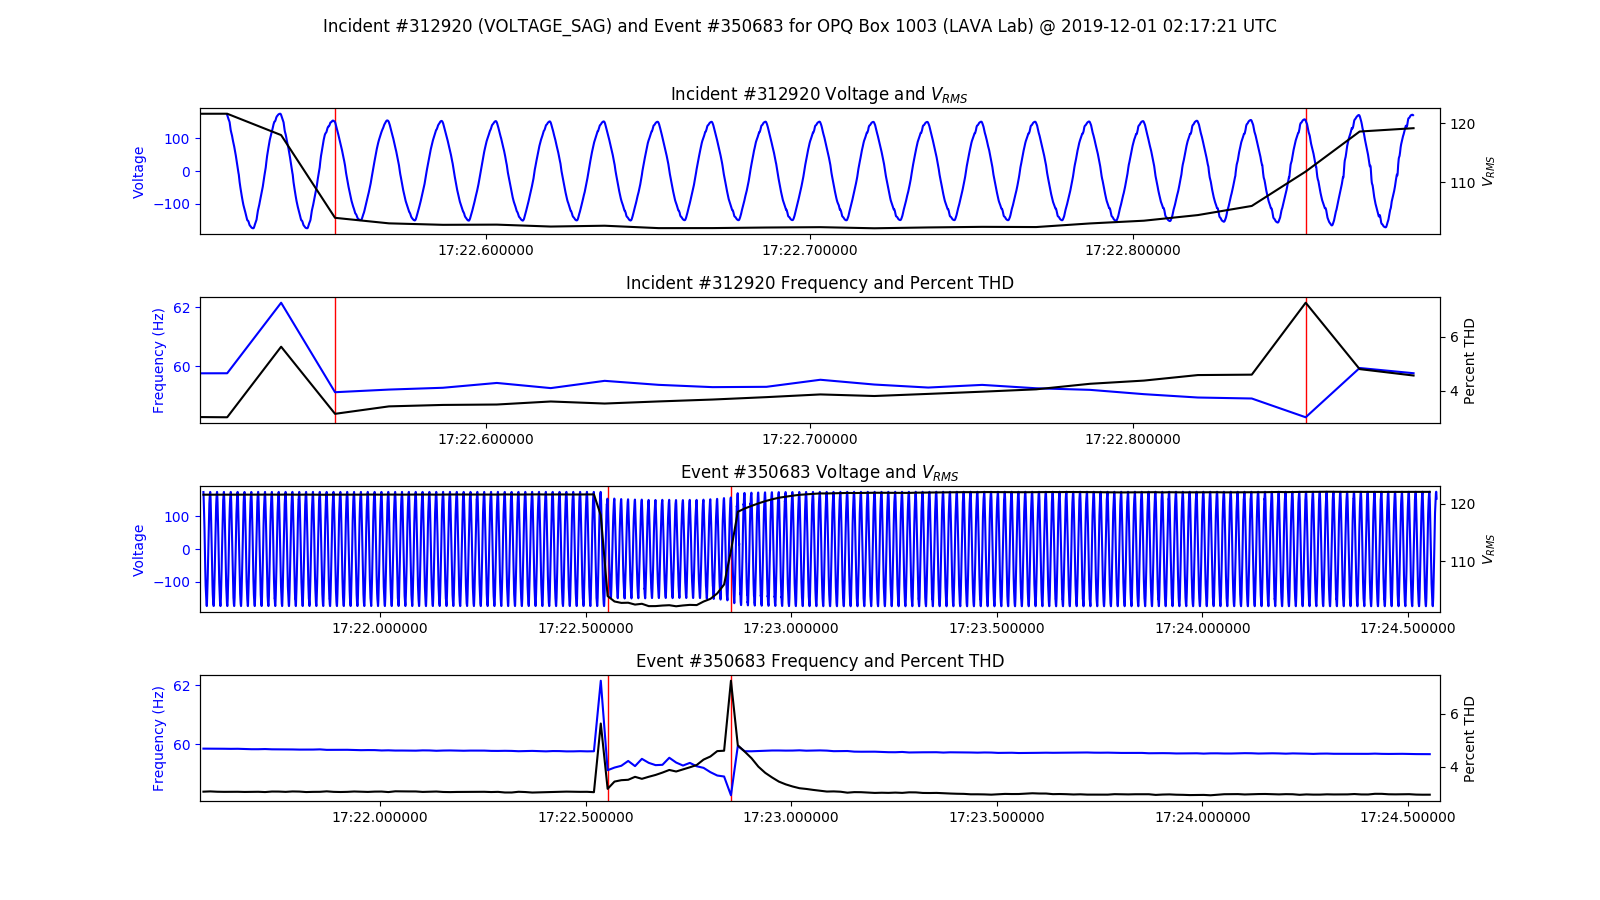 Incident #312920 (VOLTAGE_SAG) and Event #350683 for OPQ Box 1003 (LAVA Lab) @ 2019-12-01 02:17:21 UTC
Incident #312920 Voltage and V_RMS
Voltage
100
0
−100
120
110
V_RMS
17:22.600000 17:22.700000 17:22.800000
Incident #312920 Frequency and Percent THD
Frequency (Hz)
62
60
6
4
Percent THD
17:22.600000 17:22.700000 17:22.800000
Event #350683 Voltage and V_RMS
Voltage
100
0
−100
120
110
V_RMS
17:22.000000 17:22.500000 17:23.000000 17:23.500000 17:24.000000 17:24.500000
Event #350683 Frequency and Percent THD
Frequency (Hz)
62
60
6
4
Percent THD
17:22.000000 17:22.500000 17:23.000000 17:23.500000 17:24.000000 17:24.500000